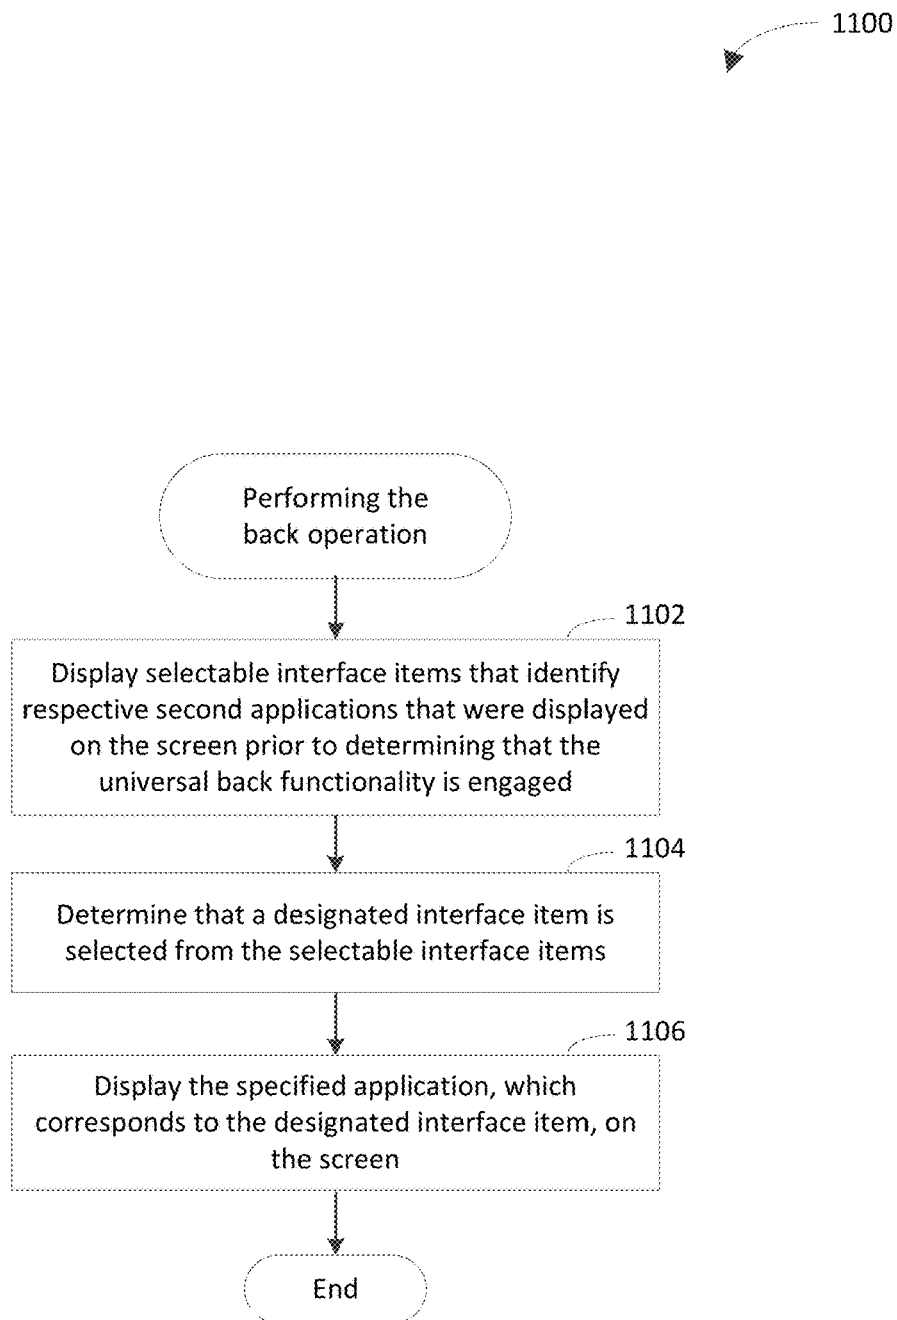 1100
Performing the
back operation
1102
Display selectable interface items that identify
respective second applications that were displayed
on the screen prior to determining that the
universal back functionality is engaged
1104
Determine that a designated interface item is
selected from the selectable interface items
1106
Display the specified application, which
corresponds to the designated interface item, on
the screen
End